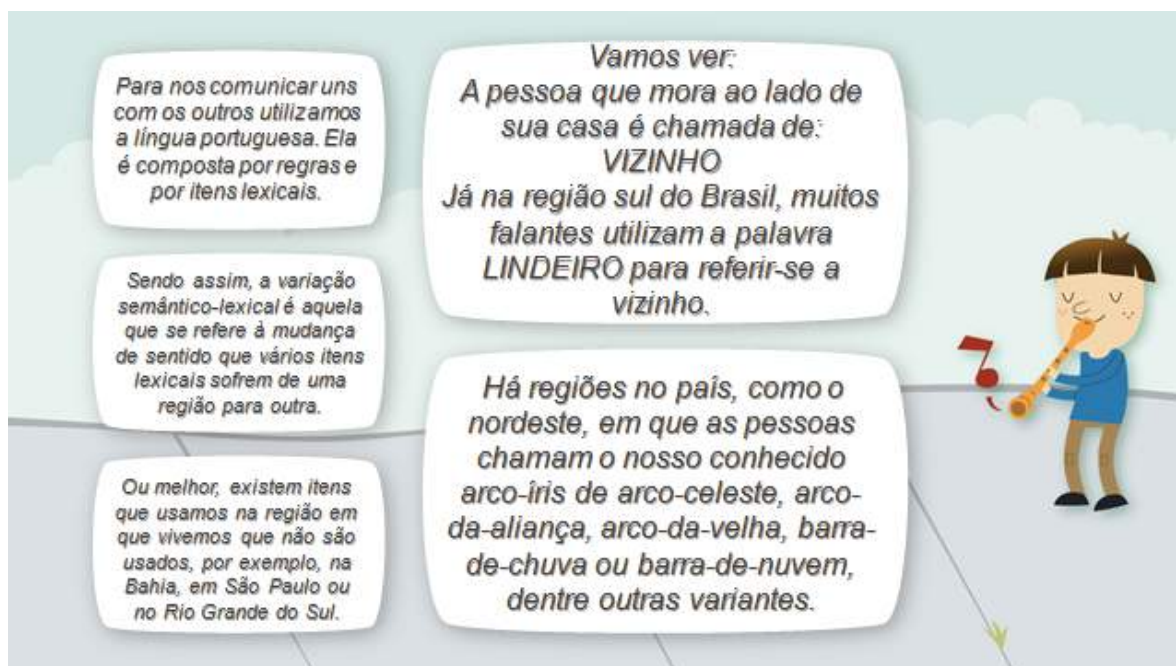 Para nos comunicar uns
com os outros utilizamos
a língua portuguesa. Ela
é composta por regras e
por itens lexicais.
Sendo assim, a variação
semântico-lexical é aquela
que se refere à mudança
de sentido que vários itens
lexicais sofrem de uma
região para outra.
Ou melhor, existem itens
que usamos na região em
que vivemos que não são
usados, por exemplo, na
Bahia, em São Paulo ou
no Rio Grande do Sul.
Vamos ver:
A pessoa que mora ao lado de
sua casa é chamada de:
VIZINHO
Já na região sul do Brasil, muitos
falantes utilizam a palavra
LINDEIRO para referir-se a
vizinho.
Há regiões no país, como o
nordeste, em que as pessoas
chamam o nosso conhecido
arco-íris de arco-celeste, arco-
da-aliança, arco-da-velha, barra-
de-chuva ou barra-de-nuvem,
dentre outras variantes.